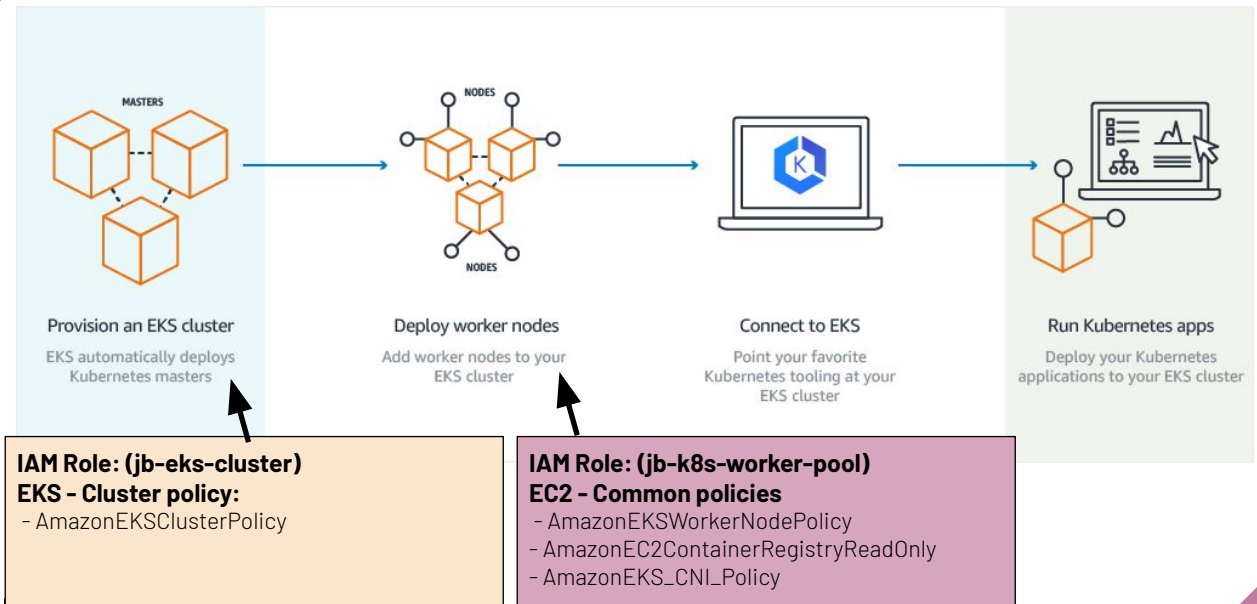 MASTERS
NODES
NODES
K
Provision an EKS cluster
EKS automatically deploys
Kubernetes masters
Deploy worker nodes
Add worker nodes to your
EKS cluster
Connect to EKS
Point your favorite
Kubernetes tooling at your
EKS cluster
Run Kubernetes apps
Deploy your Kubernetes
applications to your EKS cluster
IAM Role: (jb-eks-cluster)
EKS - Cluster policy:
- AmazonEKSClusterPolicy
IAM Role: (jb-k8s-worker-pool)
EC2 - Common policies
- AmazonEKSWorkerNodePolicy
- AmazonEC2ContainerRegistryReadOnly
- AmazonEKS_CNI_Policy